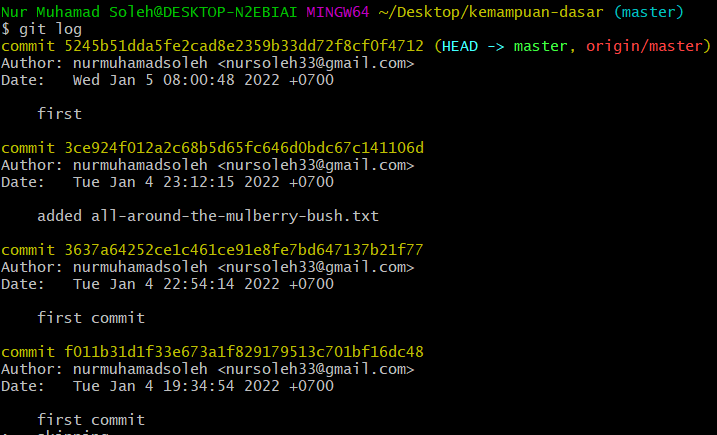 Nur Muhamad Soleh@DESKTOP-N2EBIAI MINGW64 ~/Desktop/kemampuan-dasar (master)
$ git log
commit 5245b51dda5fe2cad8e2359b33dd72f8cf0f4712 (HEAD -> master, origin/master)
Author: nurmuhamadsoleh <nursoleh33@gmail.com>
Date:   Wed Jan 5 08:00:48 2022 +0700
first
commit 3ce924f012a2c68b5d65fc646d0bdc67c141106d
Author: nurmuhamadsoleh <nursoleh33@gmail.com>
Date:   Tue Jan 4 23:12:15 2022 +0700
added all-around-the-mulberry-bush.txt
commit 3637a64252ce1c461ce91e8fe7bd647137b21f77
Author: nurmuhamadsoleh <nursoleh33@gmail.com>
Date:   Tue Jan 4 22:54:14 2022 +0700
first commit
commit f011b31d1f33e673a1f829179513c701bf16dc48
Author: nurmuhamadsoleh <nursoleh33@gmail.com>
Date:   Tue Jan 4 19:34:54 2022 +0700
first commit